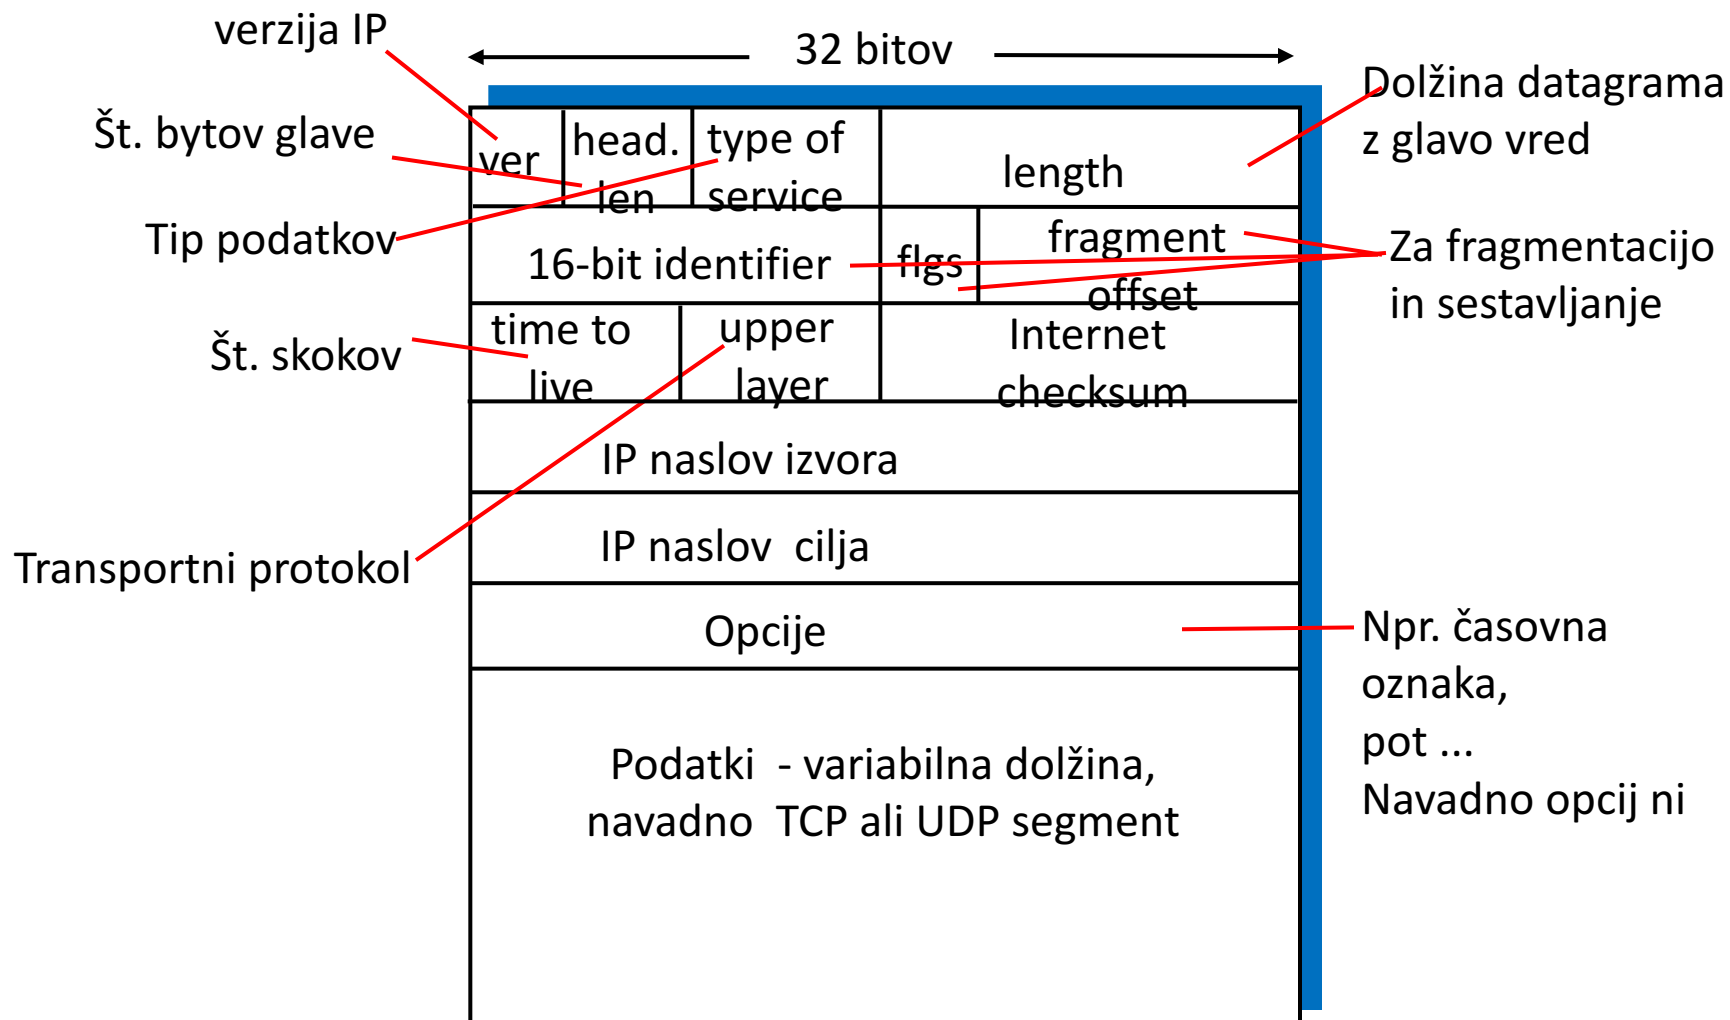 verzija IP
32 bitov
Dolžina datagrama
z glavo vred
Št. bytov glave
ver
head.
len
type of
service
length
Tip podatkov
16-bit identifier
flgs
fragment
offset
Za fragmentacijo
in sestavljanje
Št. skokov
time to
live
upper
layer
Internet
checksum
IP naslov izvora
IP naslov  cilja
Transportni protokol
Opcije
Npr. časovna
oznaka,
pot ...
Navadno opcij ni
Podatki  - variabilna dolžina,
navadno  TCP ali UDP segment